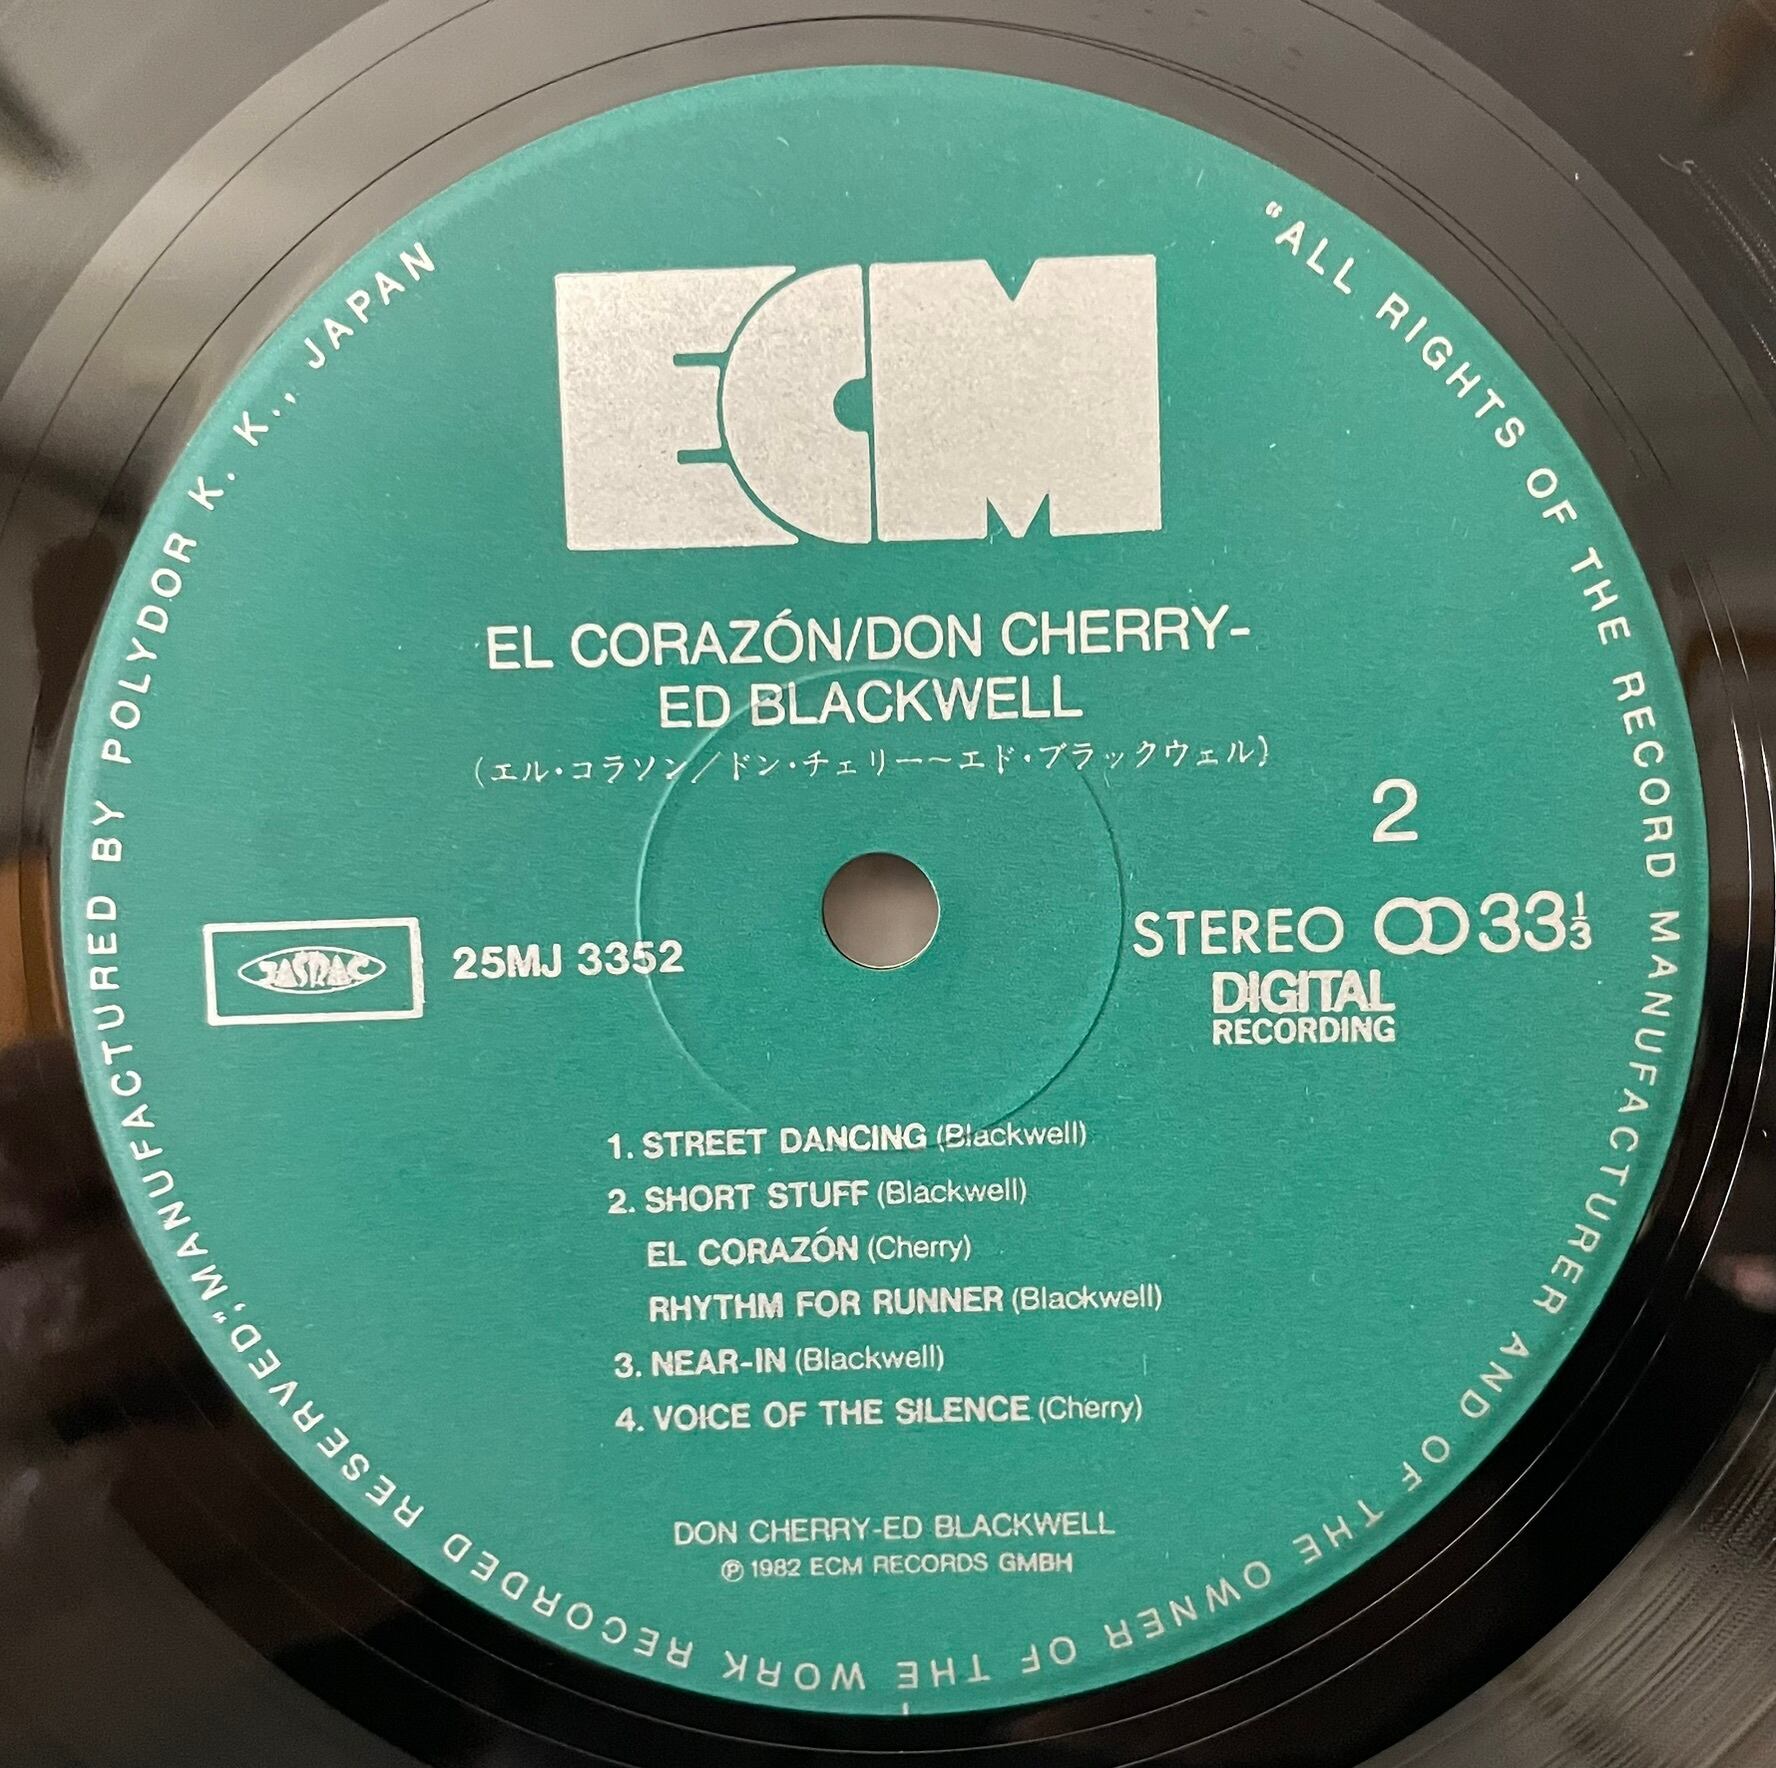 ECM
EL CORAZÓN/DON CHERRY-
ED BLACKWELL
(エル・コラソン/ドン・チェリー~エド・ブラックウェル)
2
JASRAC
25MJ 3352
STEREO 33⅓
DIGITAL
RECORDING
1. STREET DANCING (Blackwell)
2. SHORT STUFF (Blackwell)
EL CORAZÓN (Cherry)
RHYTHM FOR RUNNER (Blackwell)
3. NEAR-IN (Blackwell)
4. VOICE OF THE SILENCE (Cherry)
DON CHERRY-ED BLACKWELL
Ⓟ 1982 ECM RECORDS GMBH
"ALL RIGHTS OF THE RECORD MANUFACTURER AND OF THE OWNER OF THE WORK RECORDED RESERVED," MANUFACTURED BY POLYDOR K. K., JAPAN